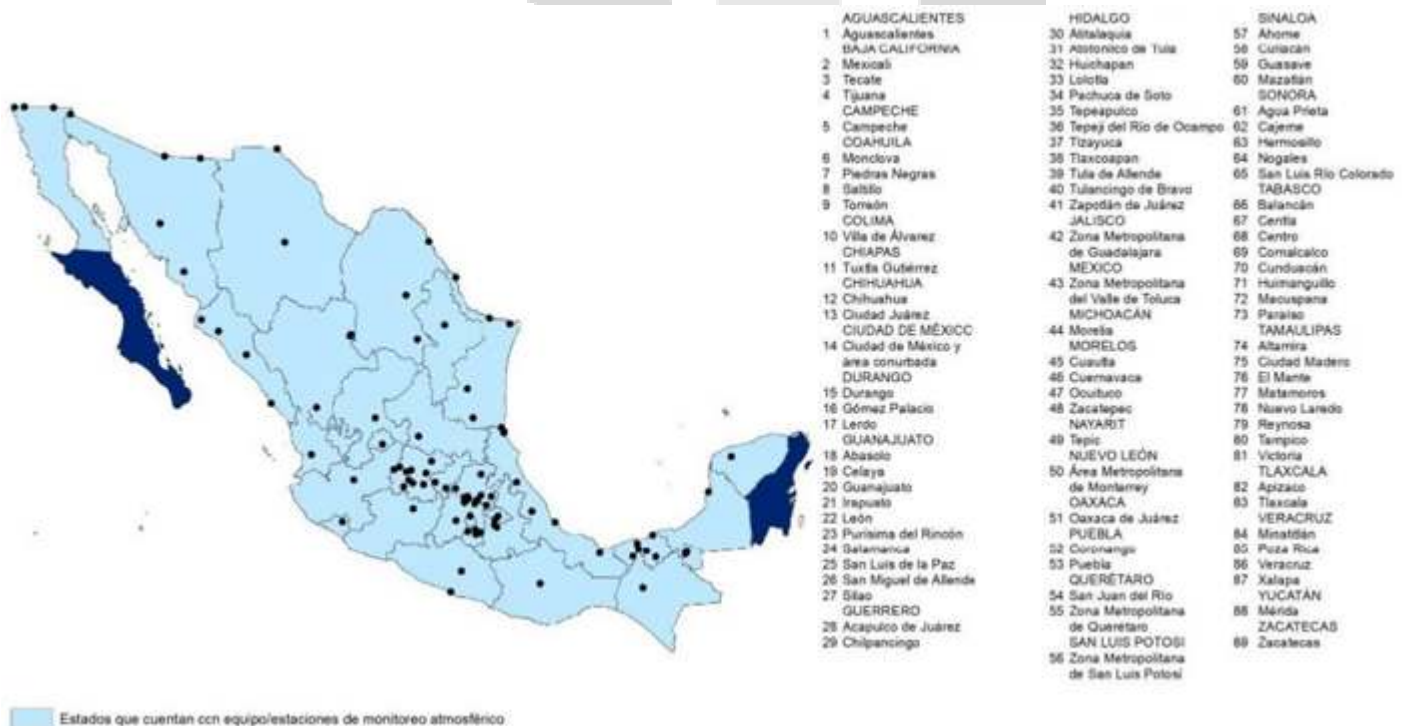 AGUASCALIENTES
1 Aguascalientes
BAJA CALIFORNIA
2 Mexicali
3 Tecate
4 Tijuana
CAMPECHE
5 Campeche
COAHUILA
6 Monclova
7 Piedras Negras
8 Saltillo
9 Torreón
COLIMA
10 Villa de Álvarez
CHIAPAS
11 Tuxtla Gutiérrez
CHIHUAHUA
12 Chihuahua
13 Ciudad Juárez
CIUDAD DE MÉXICO
14 Ciudad de México y
área conurbada
DURANGO
15 Durango
16 Gómez Palacio
17 Lerdo
GUANAJUATO
18 Abasolo
19 Celaya
20 Guanajuato
21 Irapuato
22 León
23 Purísima del Rincón
24 Salamanca
25 San Luis de la Paz
26 San Miguel de Allende
27 Silao
GUERRERO
28 Acapulco de Juárez
29 Chilpancingo
HIDALGO
30 Atitalaquia
31 Atotonilco de Tula
32 Huichapan
33 Lolotla
34 Pachuca de Soto
35 Tepeapulco
36 Tepeji del Río de Ocampo
37 Tizayuca
38 Tlaxcoapan
39 Tula de Allende
40 Tulancingo de Bravo
41 Zapotlán de Juárez
JALISCO
42 Zona Metropolitana
de Guadalajara
MEXICO
43 Zona Metropolitana
del Valle de Toluca
MICHOACÁN
44 Morelia
MORELOS
45 Cuautla
46 Cuernavaca
47 Ocuituco
48 Zacatepec
NAYARIT
49 Tepic
NUEVO LEÓN
50 Área Metropolitana
de Monterrey
OAXACA
51 Oaxaca de Juárez
PUEBLA
52 Coronango
53 Puebla
QUERÉTARO
54 San Juan del Río
55 Zona Metropolitana
de Querétaro
SAN LUIS POTOSI
56 Zona Metropolitana
de San Luis Potosí
SINALOA
57 Ahome
58 Culiacán
59 Guasave
60 Mazatlán
SONORA
61 Agua Prieta
62 Cajeme
63 Hermosillo
64 Nogales
65 San Luis Río Colorado
TABASCO
66 Balancán
67 Centla
68 Centro
69 Comalcalco
70 Cunduacán
71 Huimanguillo
72 Macuspana
73 Paraíso
TAMAULIPAS
74 Altamira
75 Ciudad Madero
76 El Mante
77 Matamoros
78 Nuevo Laredo
79 Reynosa
80 Tampico
81 Victoria
TLAXCALA
82 Apizaco
83 Tlaxcala
VERACRUZ
84 Minatitlán
85 Poza Rica
86 Veracruz
87 Xalapa
YUCATÁN
88 Mérida
ZACATECAS
89 Zacatecas
Estados que cuentan con equipo/estaciones de monitoreo atmosférico